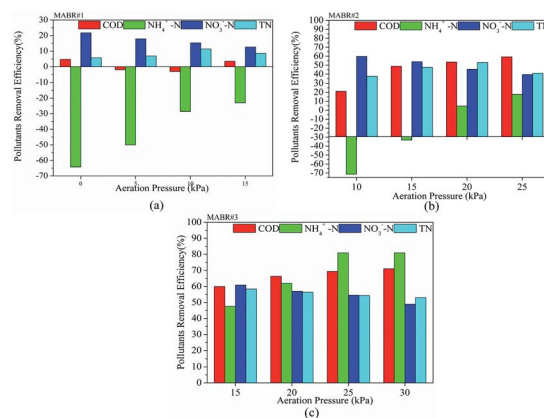 MABR#1
COD NH₄⁺-N NO₃⁻-N TN
30
20
10
0
-10
-20
-30
-40
-50
-60
-70
Pollutants Removal Efficiency(%)
0 5 10 15
Aeration Pressure (kPa)
(a)
MABR#2
COD NH₄⁺-N NO₃⁻-N TN
100
90
80
70
60
50
40
30
20
10
0
-10
-30
-50
-60
-70
Pollutants Removal Efficiency(%)
10 15 20 25
Aeration Pressure (kPa)
(b)
MABR#3
COD NH₄⁺-N NO₃⁻-N TN
100
90
80
70
60
50
40
30
20
10
0
Pollutants Removal Efficiency(%)
15 20 25 30
Aeration Pressure (kPa)
(c)